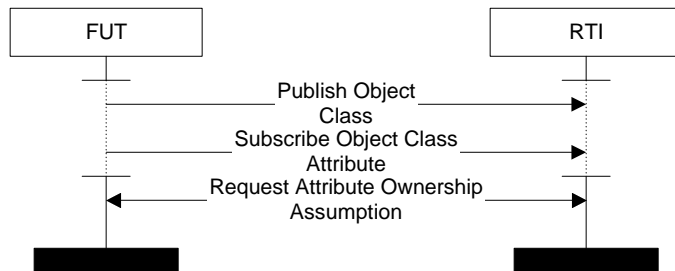 FUT
RTI
Publish Object
Class
Subscribe Object Class
Attribute
Request Attribute Ownership
Assumption